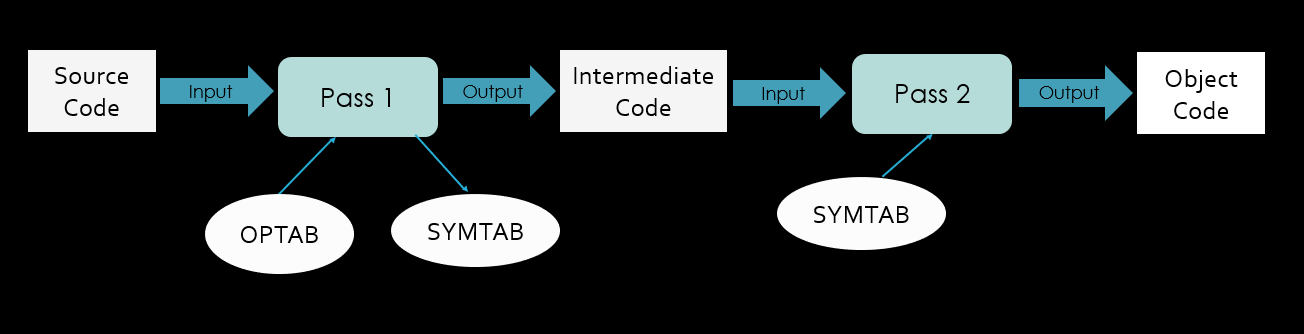 Source
Code
Input
Pass 1
Output
Intermediate
Code
Input
Pass 2
Output
Object
Code
OPTAB
SYMTAB
SYMTAB